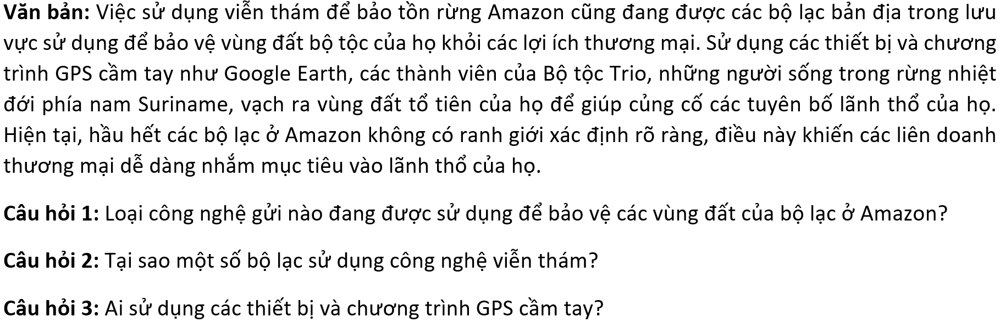 Văn bản: Việc sử dụng viễn thám để bảo tồn rừng Amazon cũng đang được các bộ lạc bản địa trong lưu
vực sử dụng để bảo vệ vùng đất bộ tộc của họ khỏi các lợi ích thương mại. Sử dụng các thiết bị và chương
trình GPS cầm tay như Google Earth, các thành viên của Bộ tộc Trio, những người sống trong rừng nhiệt
đới phía nam Suriname, vạch ra vùng đất tổ tiên của họ để giúp củng cố các tuyên bố lãnh thổ của họ.
Hiện tại, hầu hết các bộ lạc ở Amazon không có ranh giới xác định rõ ràng, điều này khiến các liên doanh
thương mại dễ dàng nhắm mục tiêu vào lãnh thổ của họ.
Câu hỏi 1: Loại công nghệ gửi nào đang được sử dụng để bảo vệ các vùng đất của bộ lạc ở Amazon?
Câu hỏi 2: Tại sao một số bộ lạc sử dụng công nghệ viễn thám?
Câu hỏi 3: Ai sử dụng các thiết bị và chương trình GPS cầm tay?